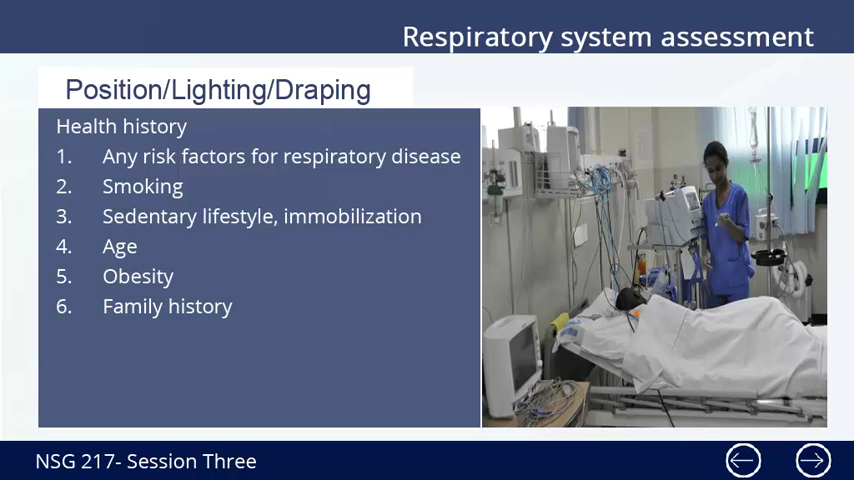 Respiratory system assessment
Position/Lighting/Draping
Health history
1. Any risk factors for respiratory disease
2. Smoking
3. Sedentary lifestyle, immobilization
4. Age
5. Obesity
6. Family history
NSG 217- Session Three